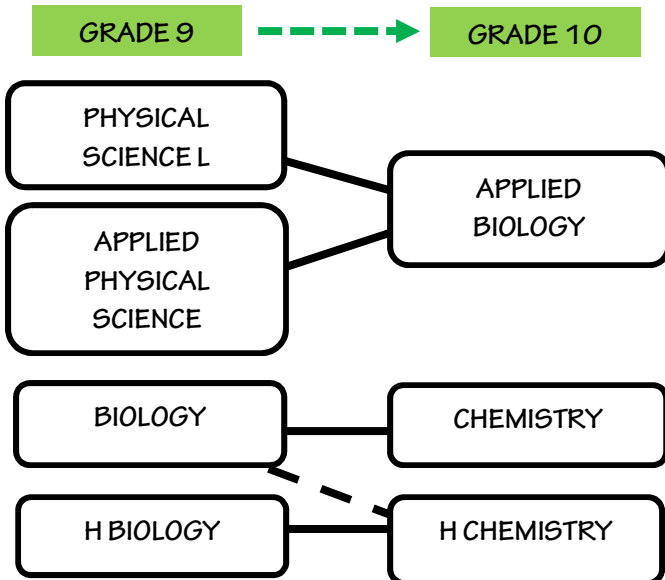 GRADE 9
GRADE 10
PHYSICAL
SCIENCE L
APPLIED
BIOLOGY
APPLIED
PHYSICAL
SCIENCE
BIOLOGY
CHEMISTRY
H BIOLOGY
H CHEMISTRY